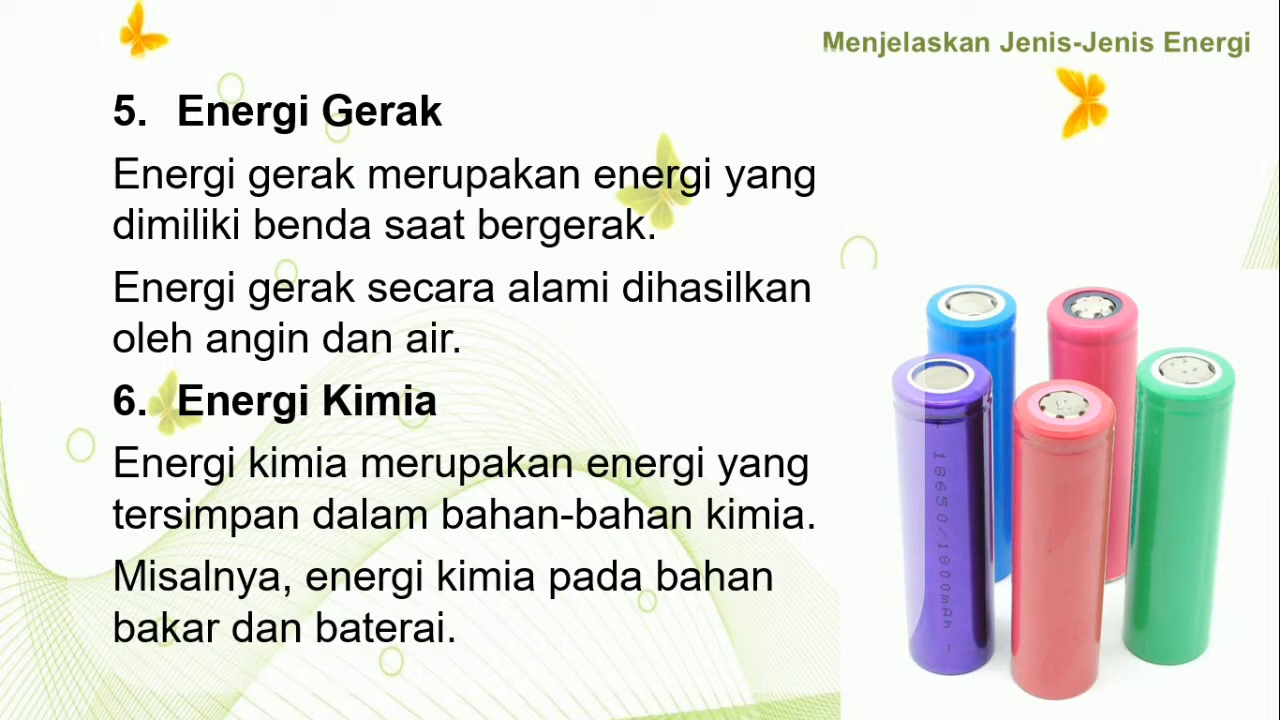 Menjelaskan Jenis-Jenis Energi
5. Energi Gerak
Energi gerak merupakan energi yang
dimiliki benda saat bergerak.
Energi gerak secara alami dihasilkan
oleh angin dan air.
6. Energi Kimia
Energi kimia merupakan energi yang
tersimpan dalam bahan-bahan kimia.
Misalnya, energi kimia pada bahan
bakar dan baterai.
18650/1800mAh -